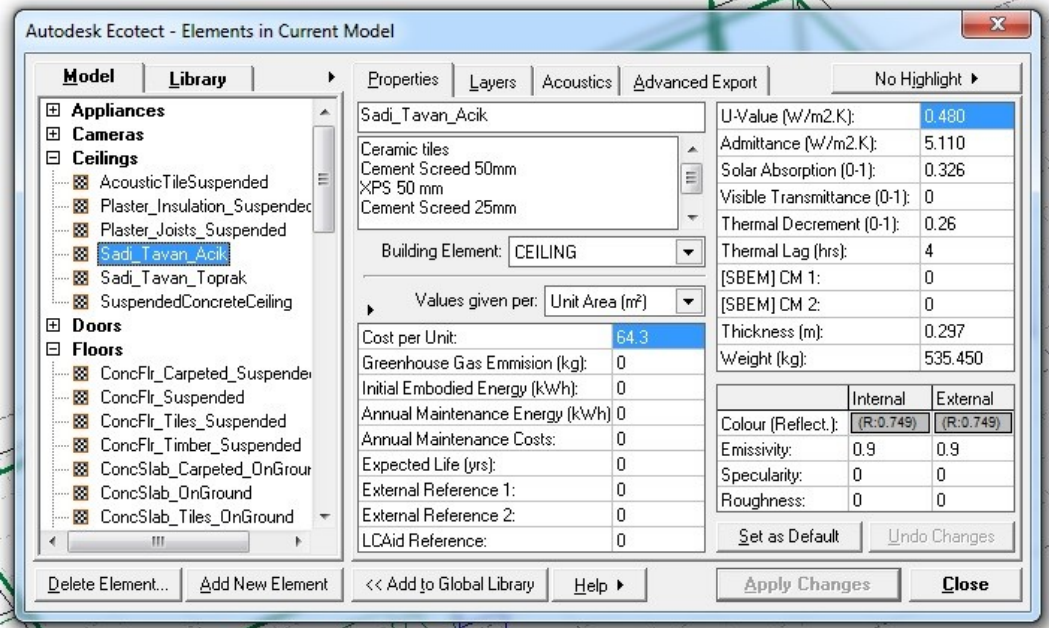 Autodesk Ecotect - Elements in Current Model
Model
Library
Appliances
Cameras
Ceilings
AcousticTileSuspended
Plaster_Insulation_Suspended
Plaster_Joists_Suspended
Sadi_Tavan_Acik
Sadi_Tavan_Toprak
SuspendedConcreteCeiling
Doors
Floors
ConcFlr_Carpeted_Suspende
ConcFlr_Suspended
ConcFlr_Tiles_Suspended
ConcFlr_Timber_Suspended
ConcSlab_Carpeted_OnGrour
ConcSlab_OnGround
ConcSlab_Tiles_OnGround
Delete Element...
Add New Element
Properties
Layers
Acoustics
Advanced Export
No Highlight
Sadi_Tavan_Acik
Ceramic tiles
Cement Screed 50mm
XPS 50 mm
Cement Screed 25mm
Building Element: CEILING
Values given per: Unit Area (m²)
Cost per Unit: 64.3
Greenhouse Gas Emmision (kg): 0
Initial Embodied Energy (kWh): 0
Annual Maintenance Energy (kWh) 0
Annual Maintenance Costs: 0
Expected Life (yrs): 0
External Reference 1: 0
External Reference 2: 0
LCAid Reference: 0
U-Value (W/m2.K): 0.480
Admittance (W/m2.K): 5.110
Solar Absorption (0-1): 0.326
Visible Transmittance (0-1): 0
Thermal Decrement (0-1): 0.26
Thermal Lag (hrs): 4
[SBEM] CM 1: 0
[SBEM] CM 2: 0
Thickness (m): 0.297
Weight (kg): 535.450
Internal External
Colour (Reflect.): (R:0.749) (R:0.749)
Emissivity: 0.9 0.9
Specularity: 0 0
Roughness: 0 0
Set as Default
Undo Changes
<< Add to Global Library
Help
Apply Changes
Close